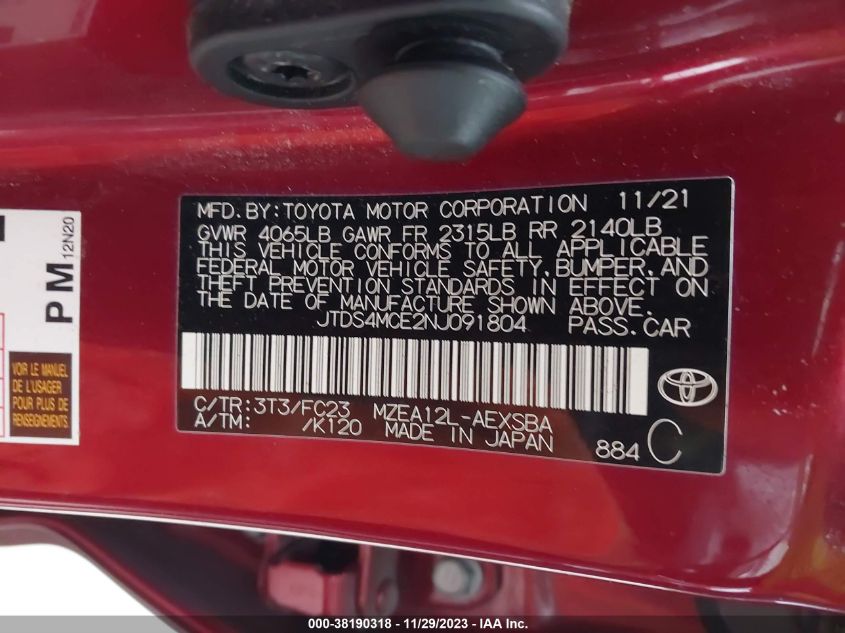 MFD. BY: TOYOTA MOTOR CORPORATION 11/21
GVWR 4065LB GAWR FR 2315LB RR 2140LB
THIS VEHICLE CONFORMS TO ALL APPLICABLE
FEDERAL MOTOR VEHICLE SAFETY, BUMPER, AND
THEFT PREVENTION STANDARDS IN EFFECT ON
THE DATE OF MANUFACTURE SHOWN ABOVE.
JTDS4MCE2NJ091804 PASS. CAR
C/TR: 3T3/FC23 MZEA12L-AEXSBA
A/TM: /K120 MADE IN JAPAN 884 C
PM 12N20
VOIR LE MANUEL
DE L'USAGER
POUR PLUS DE
RENSEIGNEMENTS
000-38190318 - 11/29/2023 - IAAI Inc.